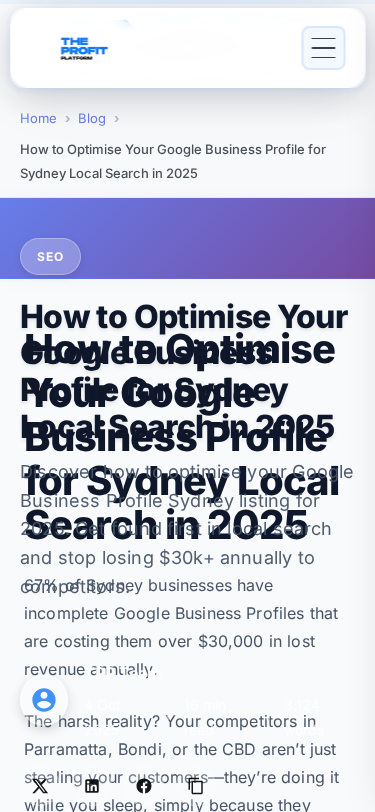 THE
PROFIT
PLATFORM
Home › Blog ›
How to Optimise Your Google Business Profile for
Sydney Local Search in 2025
SEO
How to Optimise Your
Google Business
Profile for Sydney
Local Search in 2025
How to Optimise
Your Google
Business Profile
for Sydney Local
Search in 2025
Discover how to optimise your Google
Business Profile Sydney listing for
2025. Get found first in local search
and stop losing $30k+ annually to
competitors.
67% of Sydney businesses have
incomplete Google Business Profiles that
are costing them over $30,000 in lost
revenue
The harsh reality? Your competitors in
Parramatta, Bondi, or the CBD aren't just
stealing your customers—they're doing it
while you sleep, simply because they